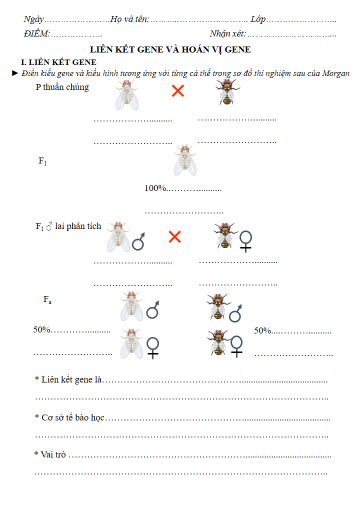 Ngày……………………Họ và tên:………………………. Lớp……………………..
ĐIỂM:……………… Nhận xét:………………………….
LIÊN KẾT GENE VÀ HOÁN VỊ GENE
I. LIÊN KẾT GENE
► Điền kiểu gene và kiểu hình tương ứng với từng cá thể trong sơ đồ thí nghiệm sau của Morgan
P thuần chủng ×
………………......... ……………….........
……………………... ……………………...
F1
100%..………..........
……………………...
F1 ♂ lai phân tích ♂ × ♀
………………......... ……………….........
……………………... ……………………...
Fa ♂ ♂
50%………….......... 50%....………..........
♀ ♀
……………………... ……………………...
* Liên kết gene là……………………………………......................................
………………………………………………………………………………..
* Cơ sở tế bào học……………………………………...................................
………………………………………………………………………………..
* Vai trò ………………………………………………...............................
………………………………………………………………………………..